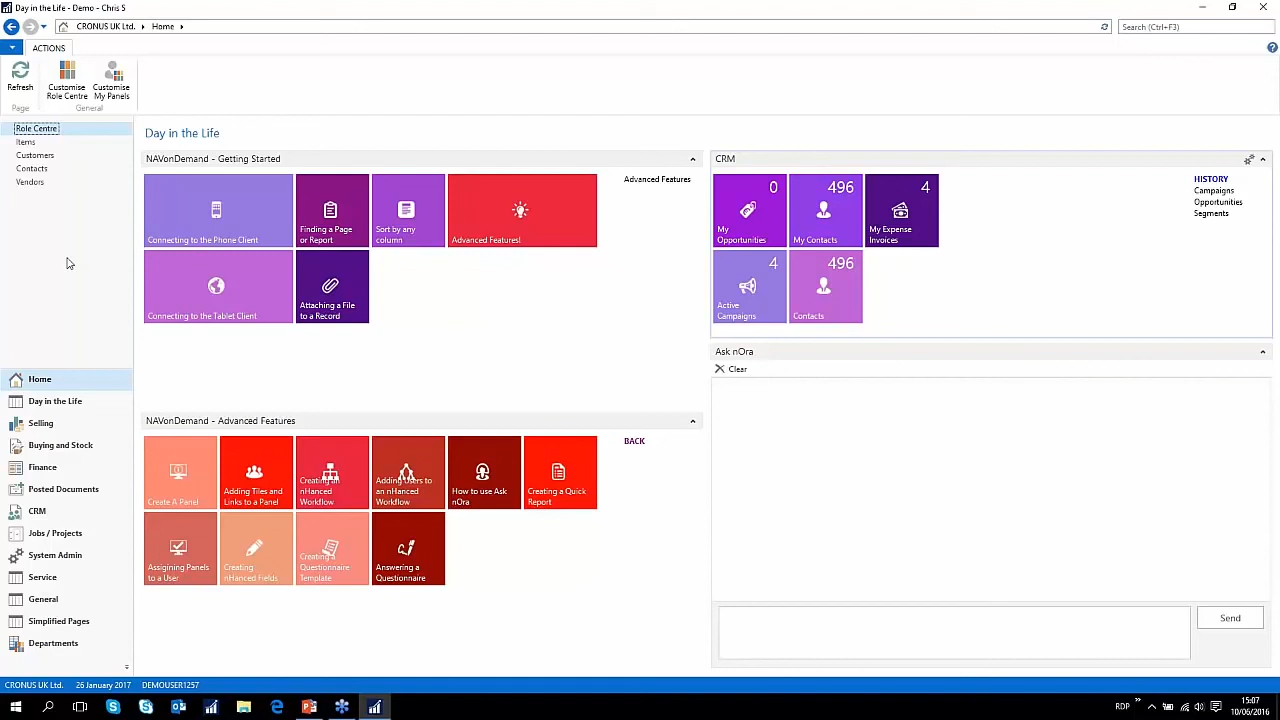 Day in the Life - Demo - Chris S
CRONUS UK Ltd. Home
Search (Ctrl+F3)
ACTIONS
Refresh
Customise Role Centre
Customise My Panels
Page
General
Role Centre
Items
Customers
Contacts
Vendors
Home
Day in the Life
Selling
Buying and Stock
Finance
Posted Documents
CRM
Jobs / Projects
System Admin
Service
General
Simplified Pages
Departments
Day in the Life
NAVonDemand - Getting Started
Connecting to the Phone Client
Finding a Page
or Report
Sort by any
column
Advanced Features!
Advanced Features
Connecting to the Tablet Client
Attaching a File
to a Record
NAVonDemand - Advanced Features
Create A Panel
Adding Tiles and
Links to a Panel
Creating an
nHanced
Workflow
Adding Users to
an nHanced
Workflow
How to use Ask
nOra
Creating a Quick
Report
BACK
Assigining Panels
to a User
Creating
nHanced Fields
Creating a
Questionnaire
Template
Answering a
Questionnaire
CRM
0
My
Opportunities
496
My Contacts
4
My Expense
Invoices
HISTORY
Campaigns
Opportunities
Segments
4
Active
Campaigns
496
Contacts
Ask nOra
Clear
Send
CRONUS UK Ltd. 26 January 2017 DEMOUSER1257
RDP
15:07
10/06/2016